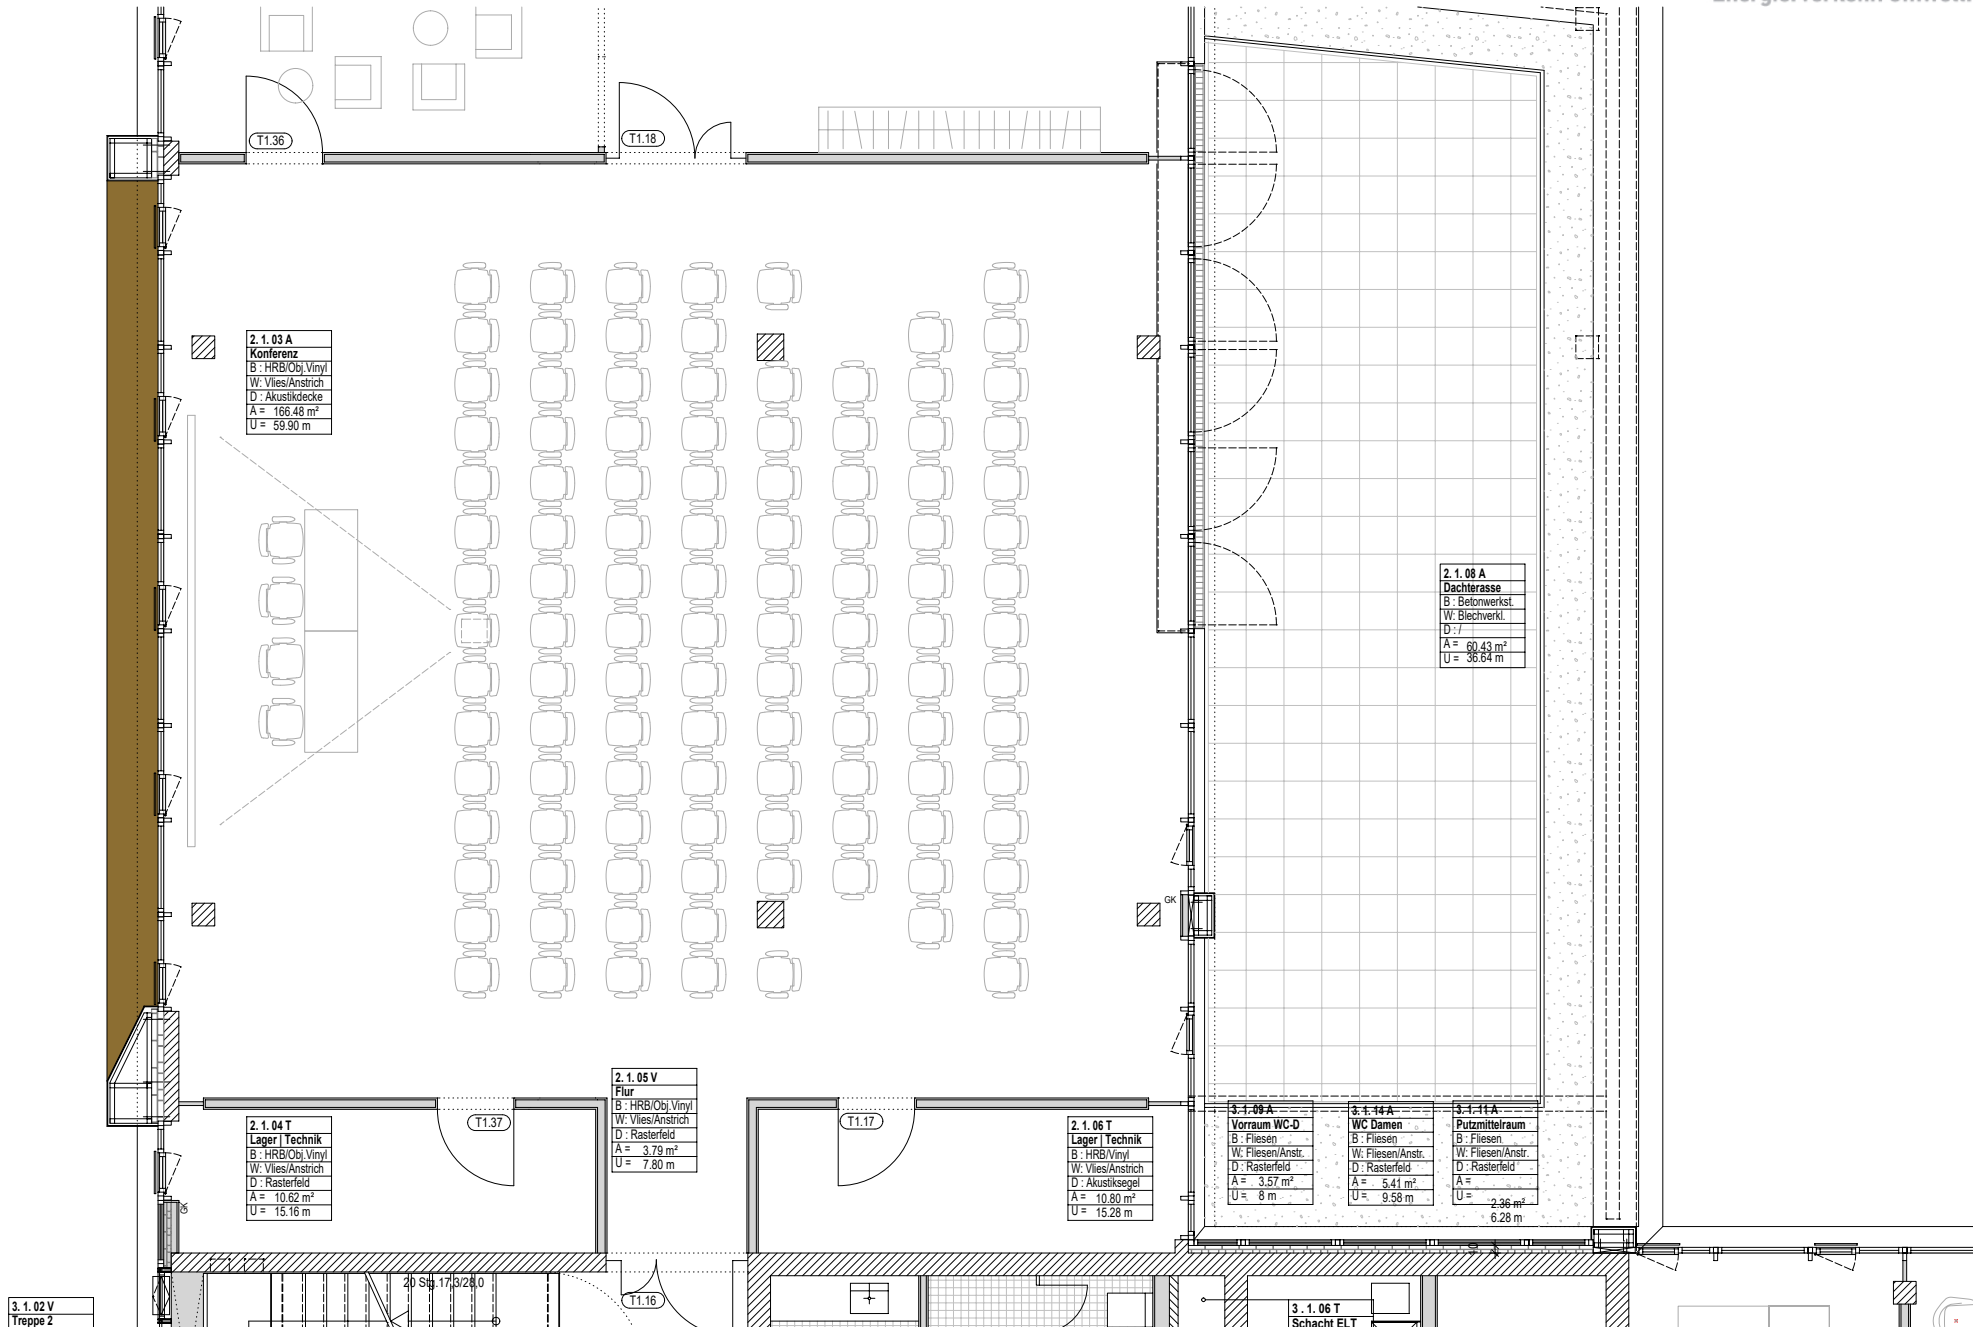 T1.36
T1.18
2. 1. 03 A
Konferenz
B : HRB/Obj.Vinyl
W: Vlies/Anstrich
D : Akustikdecke
A = 166.48 m²
U = 59.90 m
2. 1. 08 A
Dachterasse
B : Betonwerkst.
W: Blechverkl.
D : /
A = 60.43 m²
U = 36.64 m
GK
2. 1. 05 V
Flur
B : HRB/Obj.Vinyl
W: Vlies/Anstrich
D : Rasterfeld
A = 3.79 m²
U = 7.80 m
T1.37
T1.17
2. 1. 04 T
Lager | Technik
B : HRB/Obj.Vinyl
W: Vlies/Anstrich
D : Rasterfeld
A = 10.62 m²
U = 15.16 m
2. 1. 06 T
Lager | Technik
B : HRB/Vinyl
W: Vlies/Anstrich
D : Akustiksegel
A = 10.80 m²
U = 15.28 m
3. 1. 09 A
Vorraum WC-D
B : Fliesen
W: Fliesen/Anstr.
D : Rasterfeld
A = 3.57 m²
U = 8 m
3. 1. 14 A
WC Damen
B : Fliesen
W: Fliesen/Anstr.
D : Rasterfeld
A = 5.41 m²
U = 9.58 m
3. 1. 11 A
Putzmittelraum
B : Fliesen
W: Fliesen/Anstr.
D : Rasterfeld
A =
U =
2.36 m²
6.28 m
GK
20 Stg.17,3/28,0
T1.16
3. 1. 02 V
Treppe 2
3 . 1. 06 T
Schacht ELT